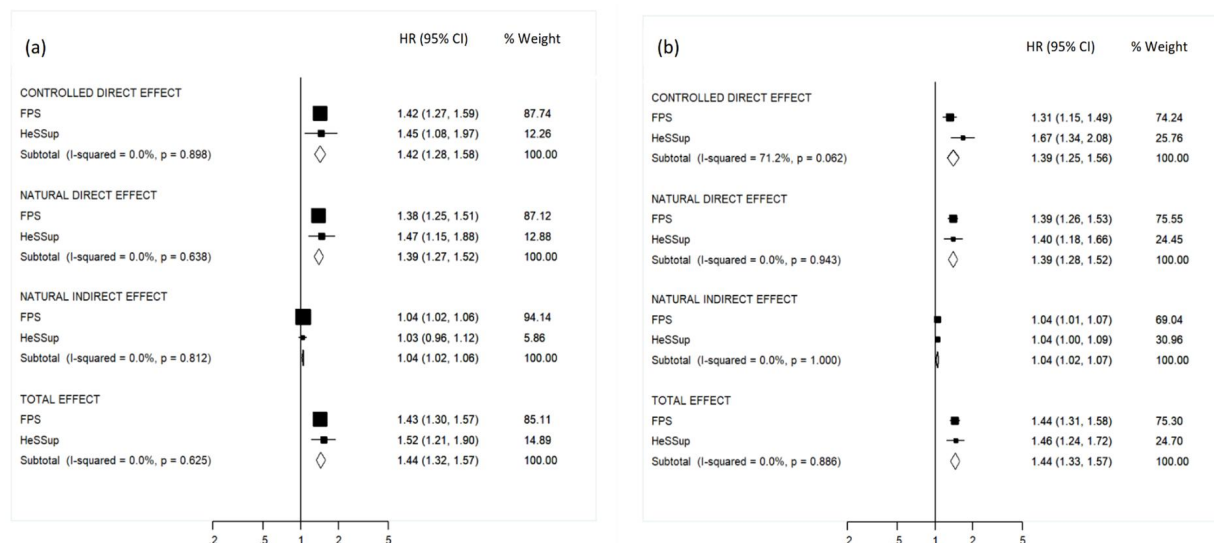 (a)
HR (95% CI) % Weight
CONTROLLED DIRECT EFFECT
FPS 1.42 (1.27, 1.59) 87.74
HeSSup 1.45 (1.08, 1.97) 12.26
Subtotal (I-squared = 0.0%, p = 0.898) 1.42 (1.28, 1.58) 100.00
NATURAL DIRECT EFFECT
FPS 1.38 (1.25, 1.51) 87.12
HeSSup 1.47 (1.15, 1.88) 12.88
Subtotal (I-squared = 0.0%, p = 0.638) 1.39 (1.27, 1.52) 100.00
NATURAL INDIRECT EFFECT
FPS 1.04 (1.02, 1.06) 94.14
HeSSup 1.03 (0.96, 1.12) 5.86
Subtotal (I-squared = 0.0%, p = 0.812) 1.04 (1.02, 1.06) 100.00
TOTAL EFFECT
FPS 1.43 (1.30, 1.57) 85.11
HeSSup 1.52 (1.21, 1.90) 14.89
Subtotal (I-squared = 0.0%, p = 0.625) 1.44 (1.32, 1.57) 100.00
.2 .5 1 2 5
(b)
HR (95% CI) % Weight
CONTROLLED DIRECT EFFECT
FPS 1.31 (1.15, 1.49) 74.24
HeSSup 1.67 (1.34, 2.08) 25.76
Subtotal (I-squared = 71.2%, p = 0.062) 1.39 (1.25, 1.56) 100.00
NATURAL DIRECT EFFECT
FPS 1.39 (1.26, 1.53) 75.55
HeSSup 1.40 (1.18, 1.66) 24.45
Subtotal (I-squared = 0.0%, p = 0.943) 1.39 (1.28, 1.52) 100.00
NATURAL INDIRECT EFFECT
FPS 1.04 (1.01, 1.07) 69.04
HeSSup 1.04 (1.00, 1.09) 30.96
Subtotal (I-squared = 0.0%, p = 1.000) 1.04 (1.02, 1.07) 100.00
TOTAL EFFECT
FPS 1.44 (1.31, 1.58) 75.30
HeSSup 1.46 (1.24, 1.72) 24.70
Subtotal (I-squared = 0.0%, p = 0.886) 1.44 (1.33, 1.57) 100.00
.2 .5 1 2 5